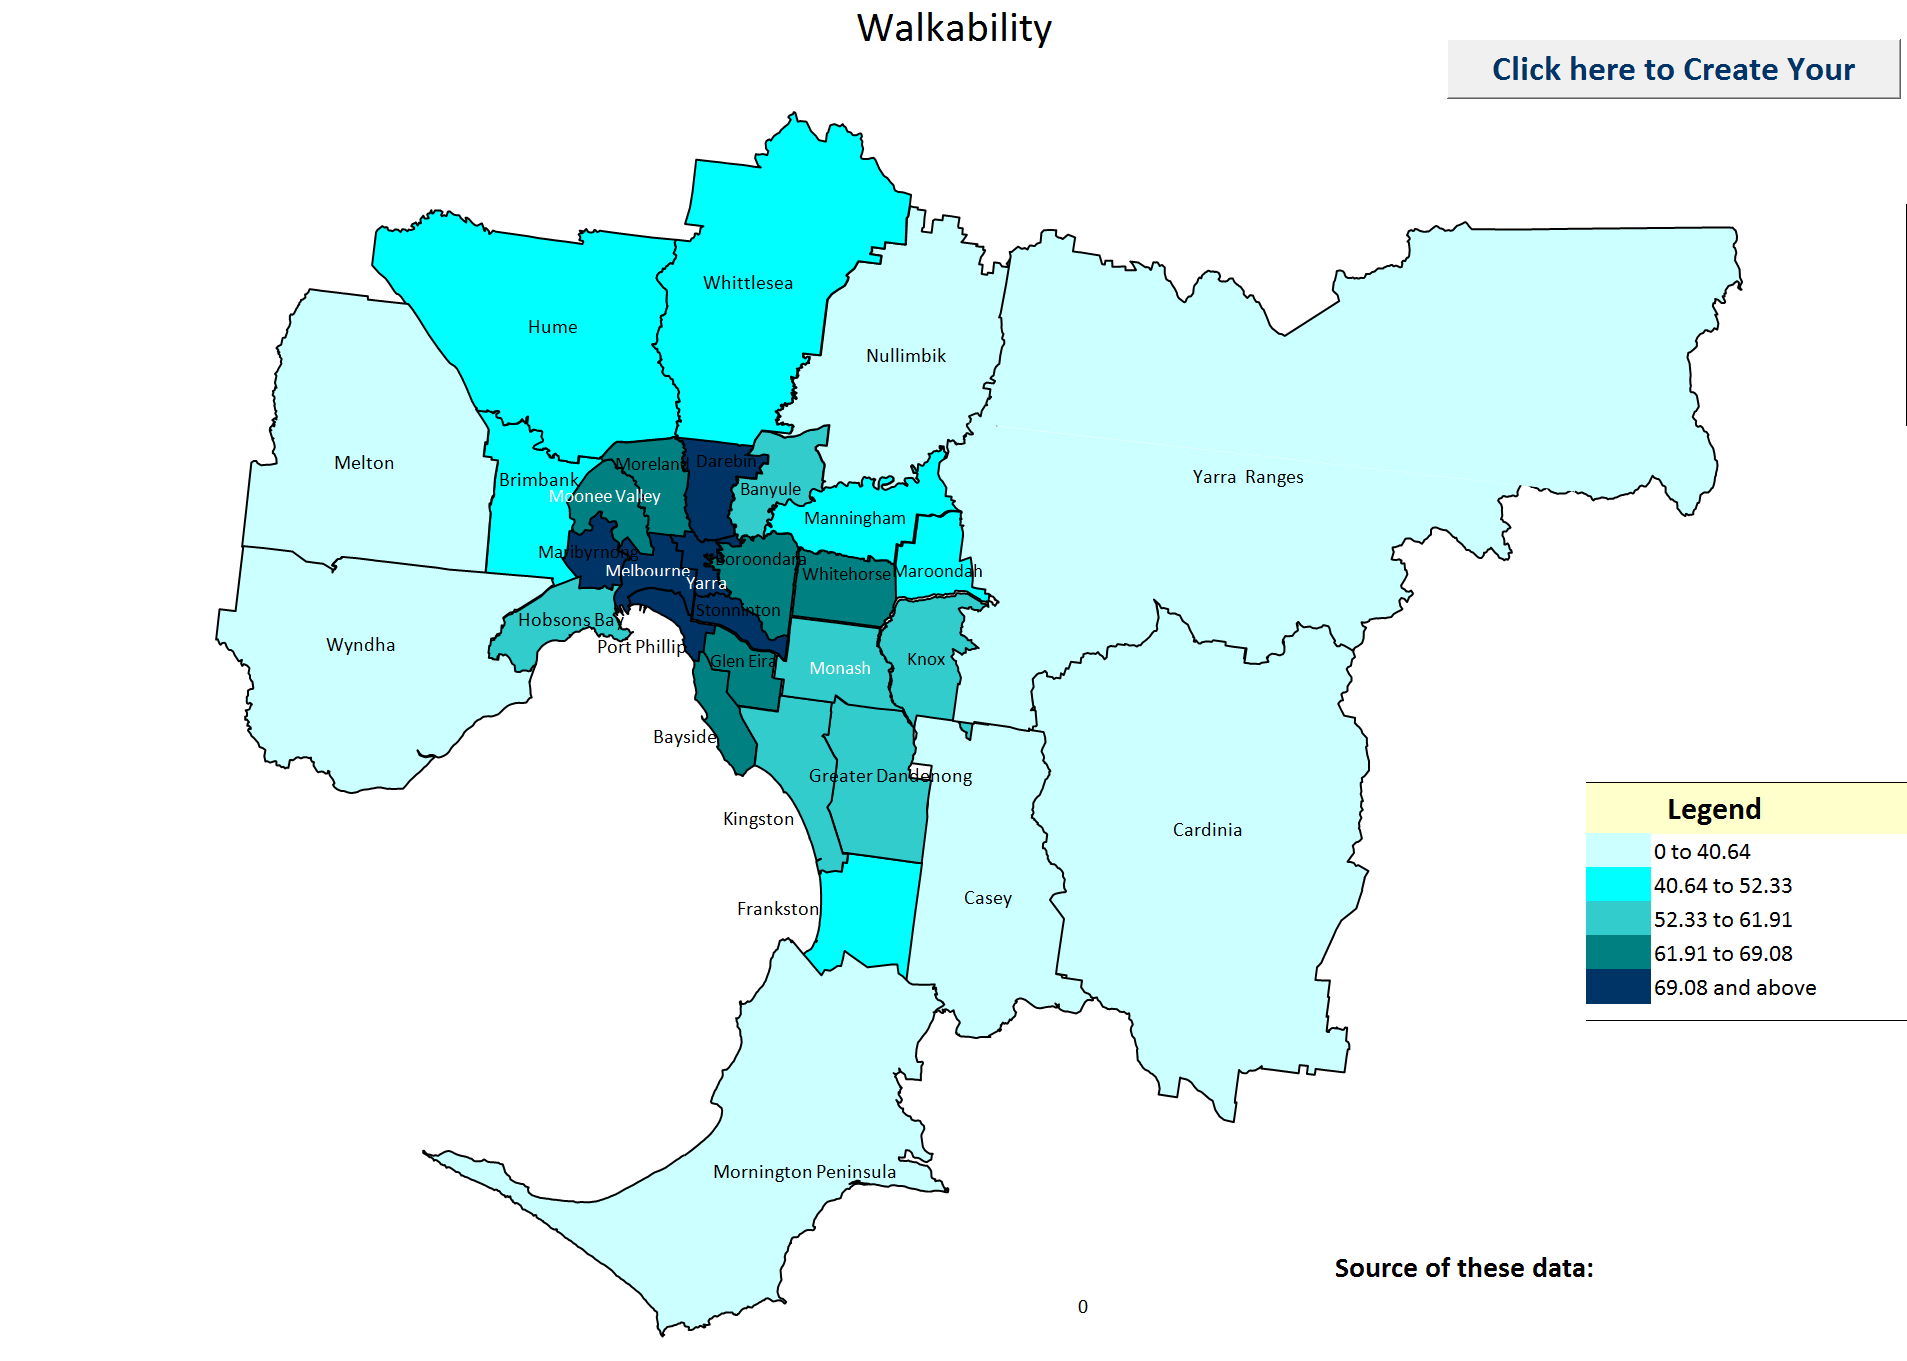 Walkability
Click here to Create Your
Whittlesea
Hume
Nullimbik
Melton
Moreland
Darebin
Brimbank
Yarra Ranges
Moonee Valley
Banyule
Manningham
Maribyrnong
Boroondara
Melbourne
Whitehorse
Maroondah
Yarra
Stonninton
Hobsons Bay
Wyndha
Port Phillip
Glen Eira
Monash
Knox
Bayside
Greater Dandenong
Kingston
Cardinia
Casey
Frankston
Legend
0 to 40.64
40.64 to 52.33
52.33 to 61.91
61.91 to 69.08
69.08 and above
Mornington Peninsula
Source of these data:
0